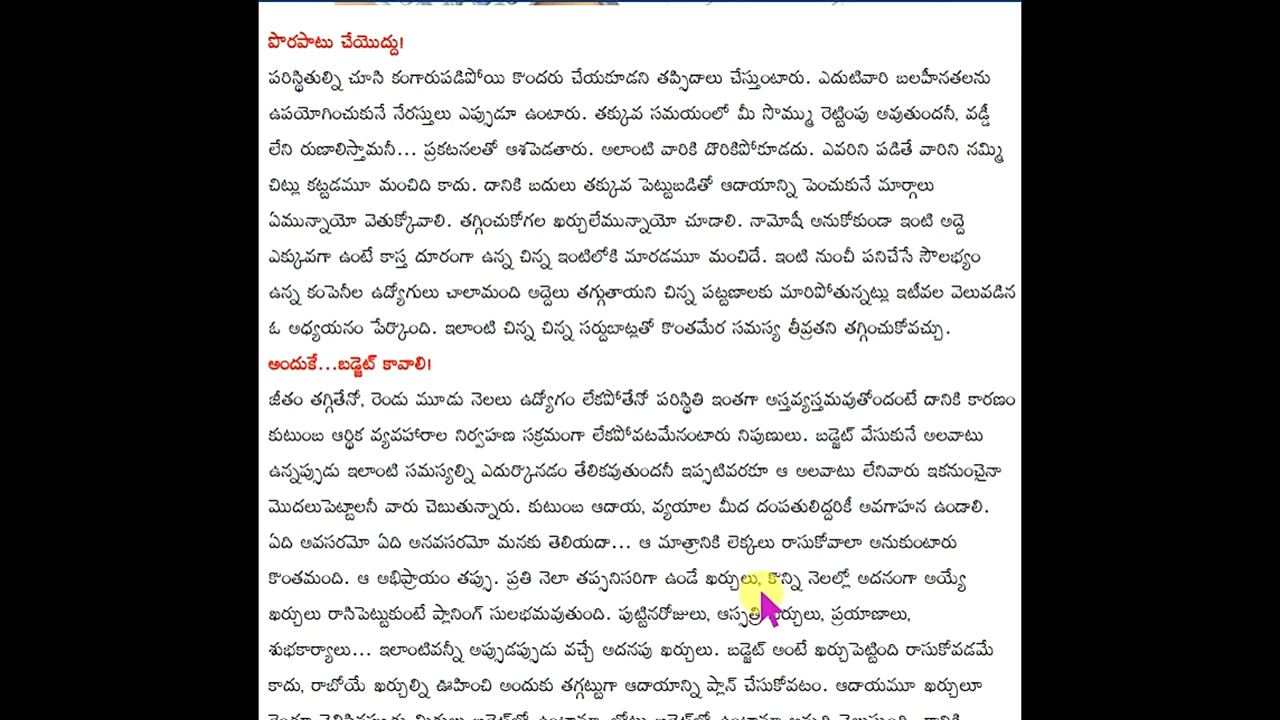 పొరపాటు చేయొద్దు!
పరిస్థితుల్ని చూసి కంగారుపడిపోయి కొందరు చేయకూడని తప్పిదాలు చేస్తుంటారు. ఎదుటివారి బలహీనతలను
ఉపయోగించుకునే నేరస్తులు ఎప్పుడూ ఉంటారు. తక్కువ సమయంలో మీ సొమ్ము రెట్టింపు అవుతుందనీ, వడ్డీ
లేని రుణాలిస్తామనీ... ప్రకటనలతో ఆశపెడతారు. అలాంటి వారికి దొరికిపోకూడదు. ఎవరిని పడితే వారిని నమ్మి
చిట్లు కట్టడమూ మంచిది కాదు. దానికి బదులు తక్కువ పెట్టుబడితో ఆదాయాన్ని పెంచుకునే మార్గాలు
ఏమున్నాయో వెతుక్కోవాలి. తగ్గించుకోగల ఖర్చులేమున్నాయో చూడాలి. నామోషీ అనుకోకుండా ఇంటి అద్దె
ఎక్కువగా ఉంటే కాస్త దూరంగా ఉన్న చిన్న ఇంటిలోకి మారడమూ మంచిదే. ఇంటి నుంచీ పనిచేసే సౌలభ్యం
ఉన్న కంపెనీల ఉద్యోగులు చాలామంది అద్దెలు తగ్గుతాయని చిన్న పట్టణాలకు మారిపోతున్నట్లు ఇటీవల వెలువడిన
ఓ అధ్యయనం పేర్కొంది. ఇలాంటి చిన్న చిన్న సర్దుబాట్లతో కొంతమేర సమస్య తీవ్రతని తగ్గించుకోవచ్చు.
అందుకే...బడ్జెట్ కావాలి!
జీతం తగ్గితేనో, రెండు మూడు నెలలు ఉద్యోగం లేకపోతేనో పరిస్థితి ఇంతగా అస్తవ్యస్తమవుతోందంటే దానికి కారణం
కుటుంబ ఆర్థిక వ్యవహారాల నిర్వహణ సక్రమంగా లేకపోవటమేనంటారు నిపుణులు. బడ్జెట్ వేసుకునే అలవాటు
ఉన్నప్పుడు ఇలాంటి సమస్యల్ని ఎదుర్కొనడం తేలికవుతుందనీ ఇప్పటివరకూ ఆ అలవాటు లేనివారు ఇకనుంచైనా
మొదలుపెట్టాలనీ వారు చెబుతున్నారు. కుటుంబ ఆదాయ, వ్యయాల మీద దంపతులిద్దరికీ అవగాహన ఉండాలి.
ఏది అవసరమో ఏది అనవసరమో మనకు తెలియదా... ఆ మాత్రానికి లెక్కలు రాసుకోవాలా అనుకుంటారు
కొంతమంది. ఆ అభిప్రాయం తప్పు. ప్రతి నెలా తప్పనిసరిగా ఉండే ఖర్చులు, కొన్ని నెలల్లో అదనంగా అయ్యే
ఖర్చులు రాసిపెట్టుకుంటే ప్లానింగ్ సులభమవుతుంది. పుట్టినరోజులు, ఆస్పత్రి ఖర్చులు, ప్రయాణాలు,
శుభకార్యాలు... ఇలాంటివన్నీ అప్పుడప్పుడు వచ్చే అదనపు ఖర్చులు. బడ్జెట్ అంటే ఖర్చుపెట్టింది రాసుకోవడమే
కాదు, రాబోయే ఖర్చుల్ని ఊహించి అందుకు తగ్గట్టుగా ఆదాయాన్ని ప్లాన్ చేసుకోవటం. ఆదాయమూ ఖర్చులూ